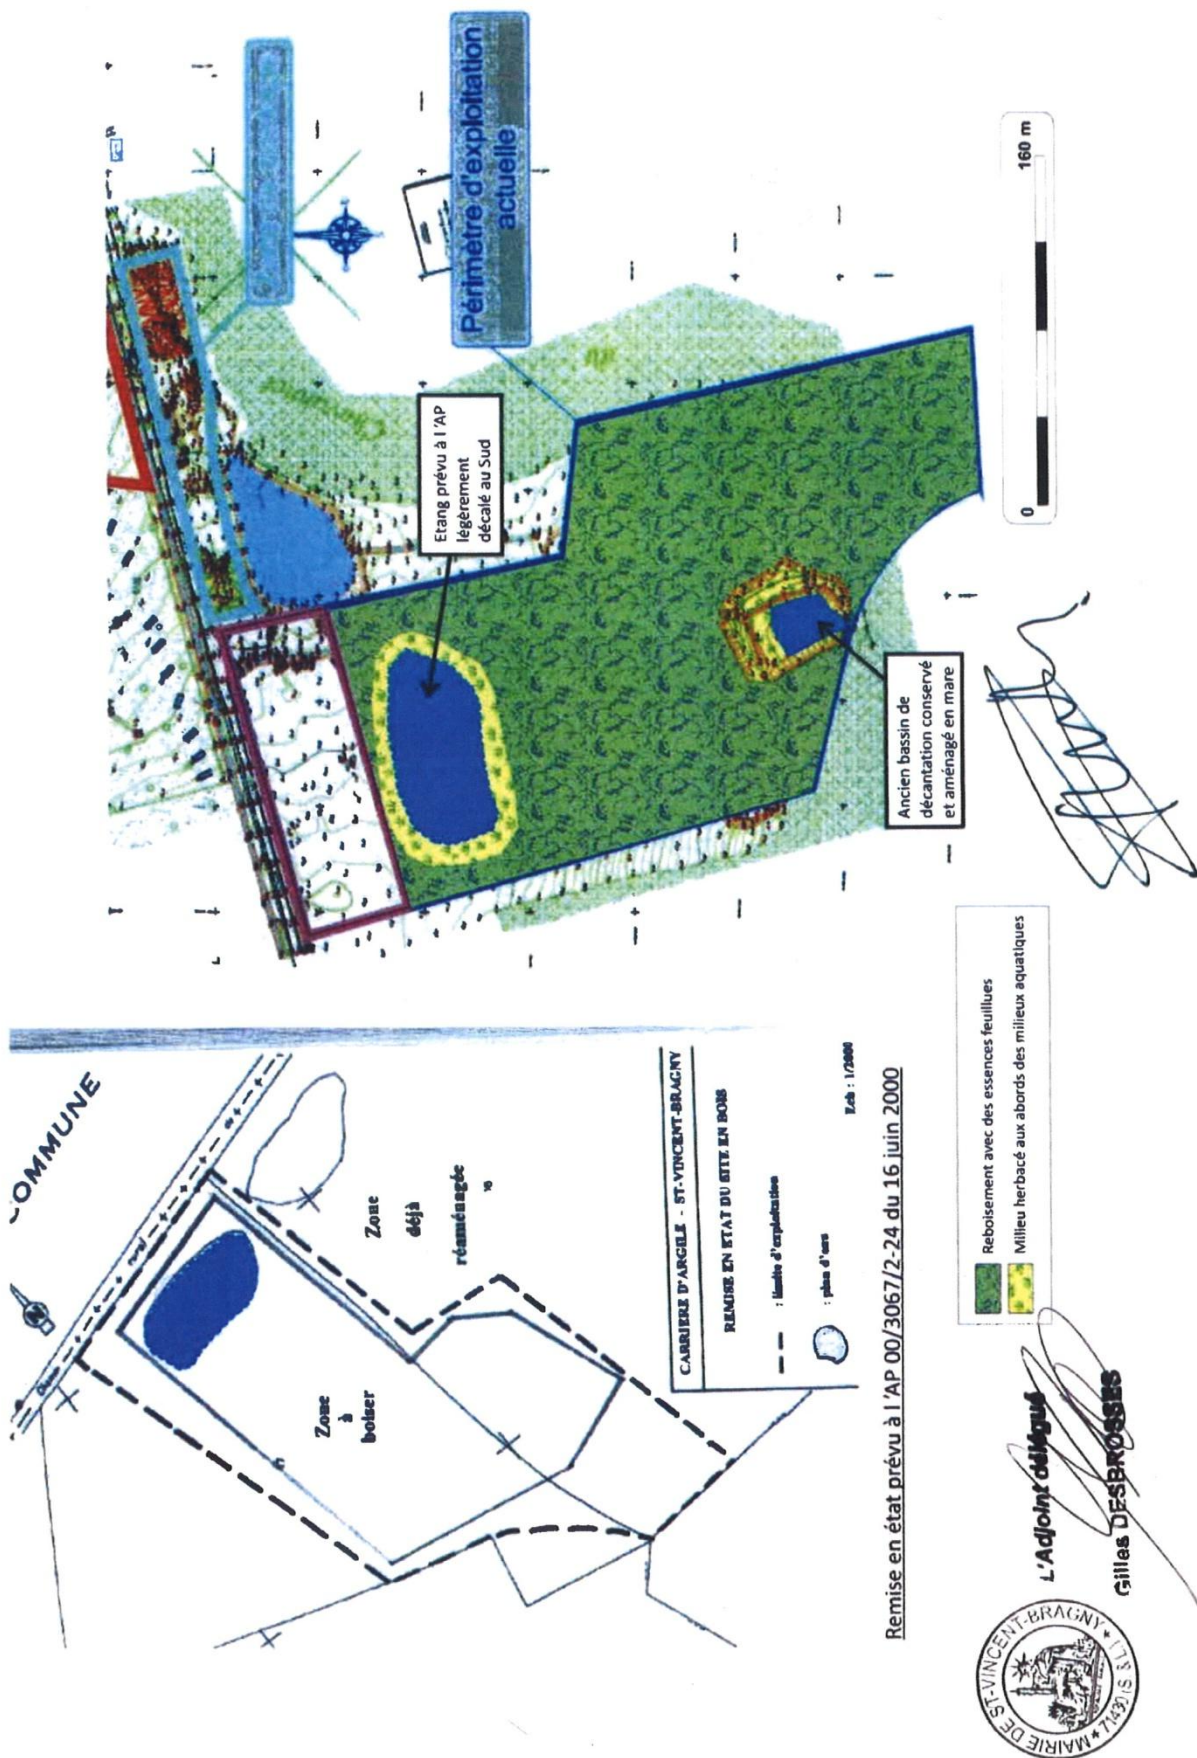 COMMUNE
rural
Zone
déjà
réaménagée
Zone
à
boiser
CARRIERE D'ARGILE - ST-VINCENT-BRAGNY
REMISE EN ETAT DU SITE EN BOIS
: limite d'exploitation
: plan d'eau
Ech : 1/2000
Remise en état prévu à l'AP 00/3067/2-24 du 16 juin 2000
Périmètre d'exploitation
actuelle
Etang prévu à l'AP
légèrement
décalé au Sud
Ancien bassin de
décantation conservé
et aménagé en mare
0
160 m
Reboisement avec des essences feuillues
Milieu herbacé aux abords des milieux aquatiques
MAIRIE DE ST-VINCENT-BRAGNY
71430 (S. & L.)
L'Adjoint délégué
Gilles DESBROSSES